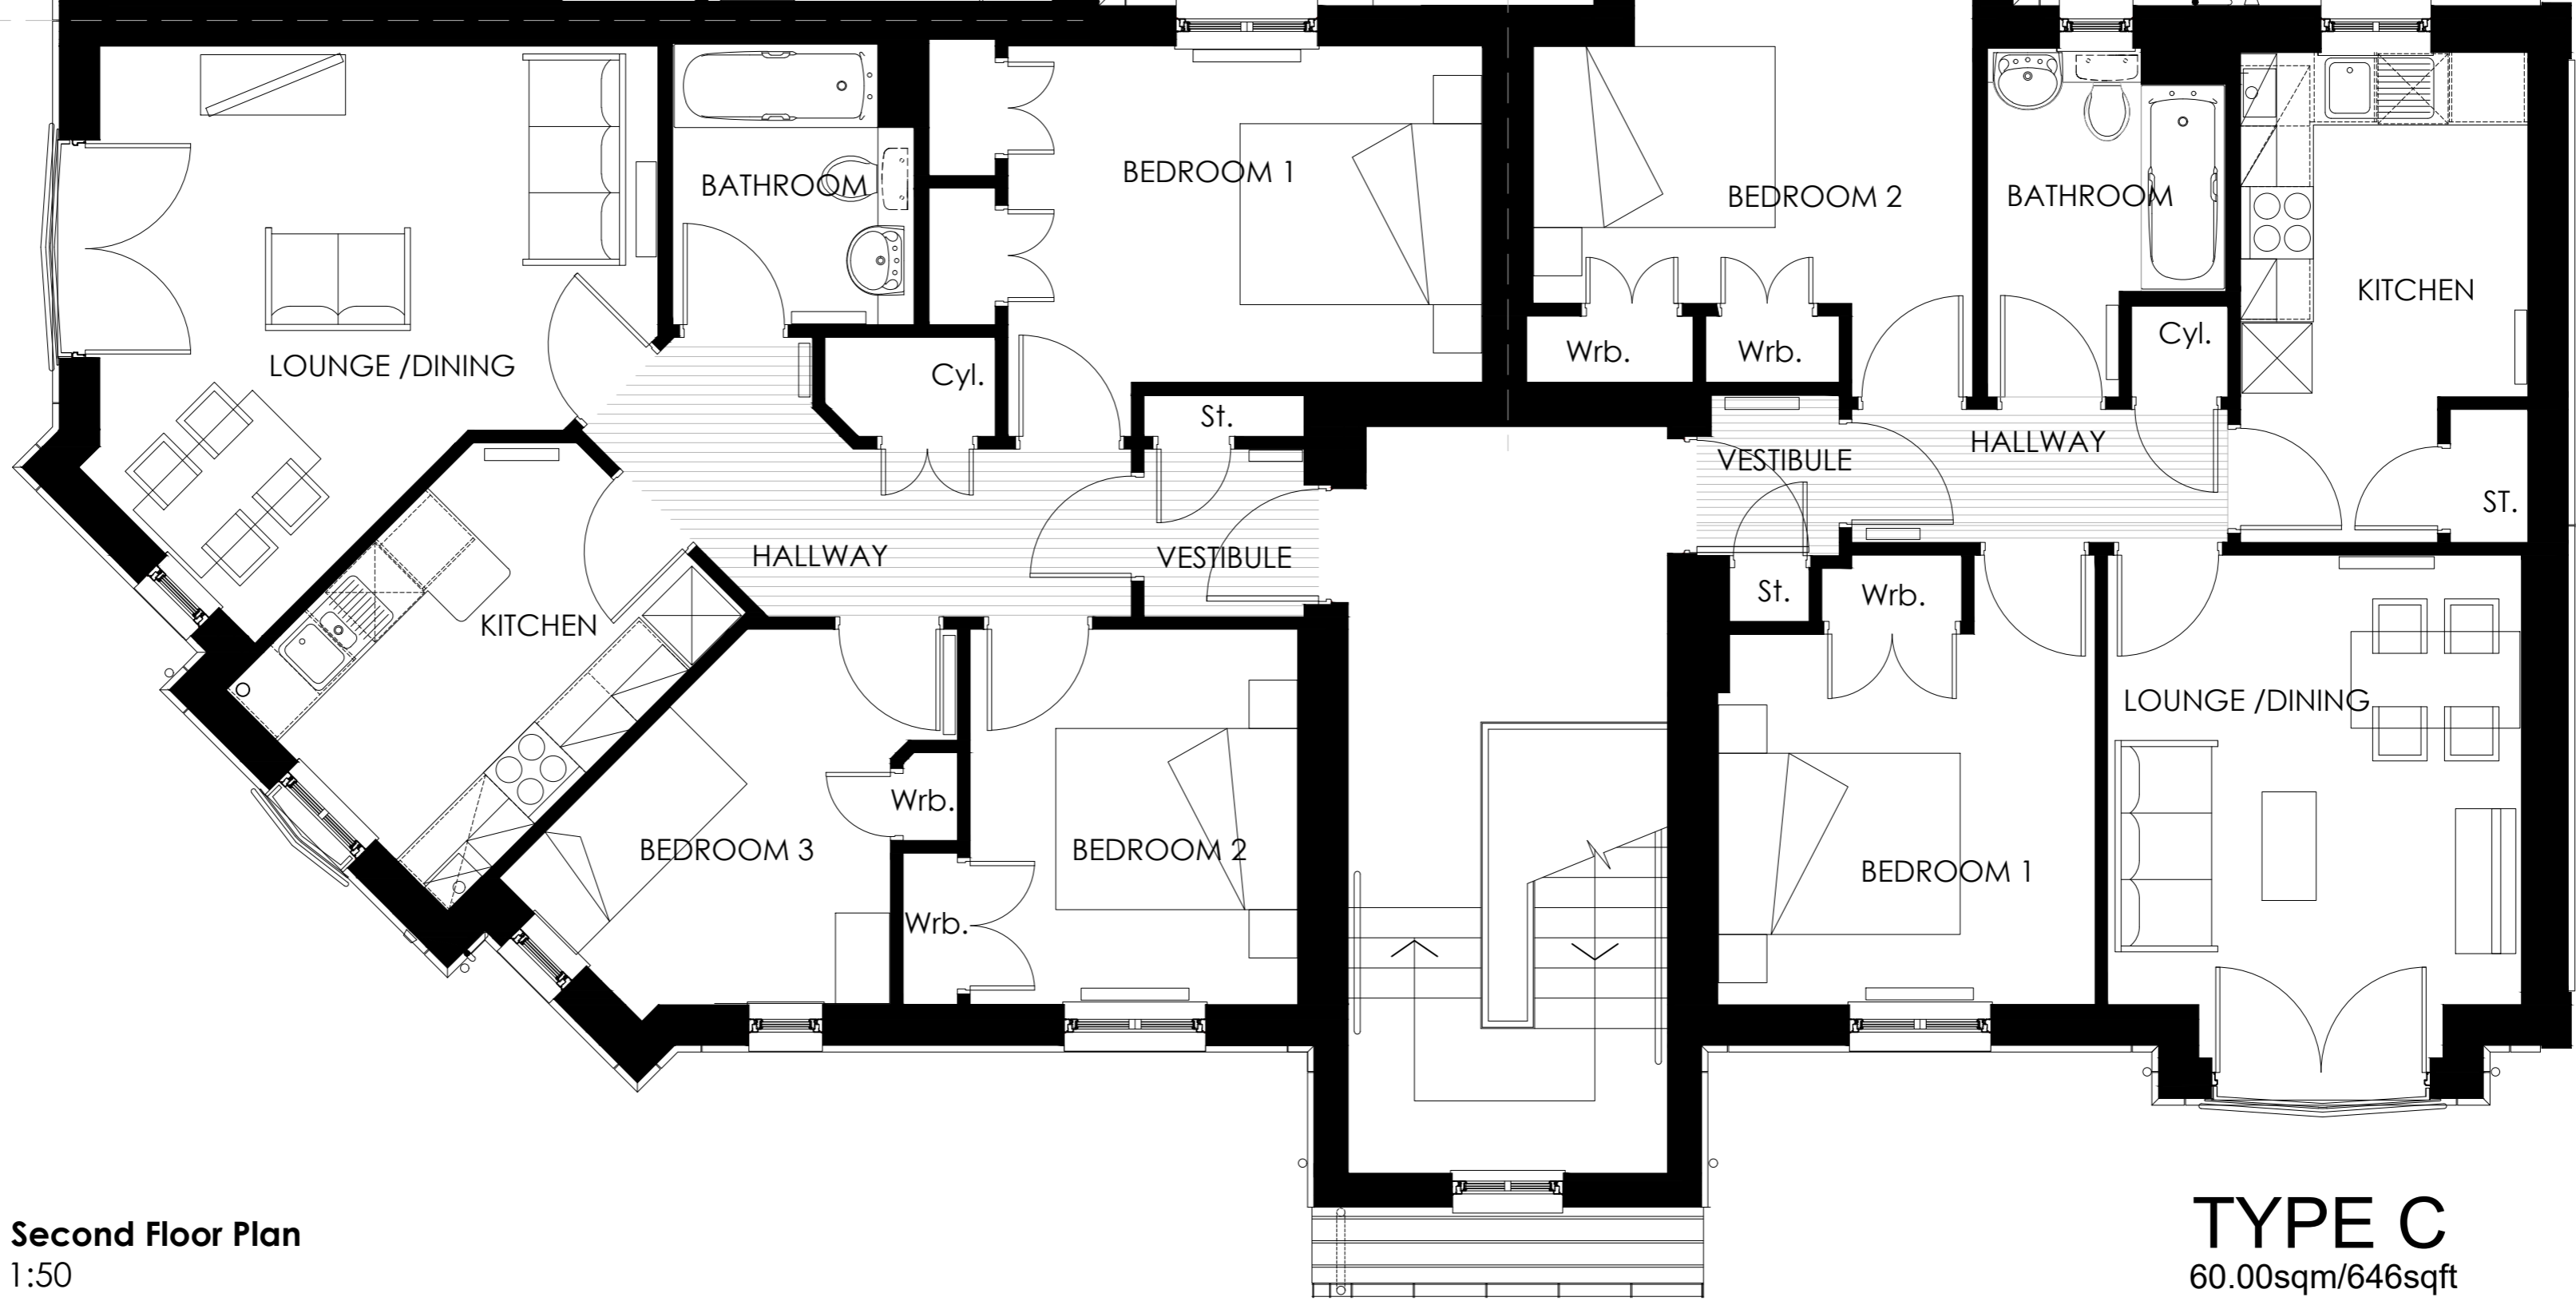 BATHROOM
BEDROOM 1
BEDROOM 2
BATHROOM
KITCHEN
LOUNGE /DINING
Cyl.
St.
Wrb.
Wrb.
Cyl.
VESTIBULE
HALLWAY
ST.
HALLWAY
VESTIBULE
St.
Wrb.
KITCHEN
LOUNGE /DINING
Wrb.
BEDROOM 3
BEDROOM 2
BEDROOM 1
Wrb.
Second Floor Plan
1:50
TYPE C
60.00sqm/646sqft